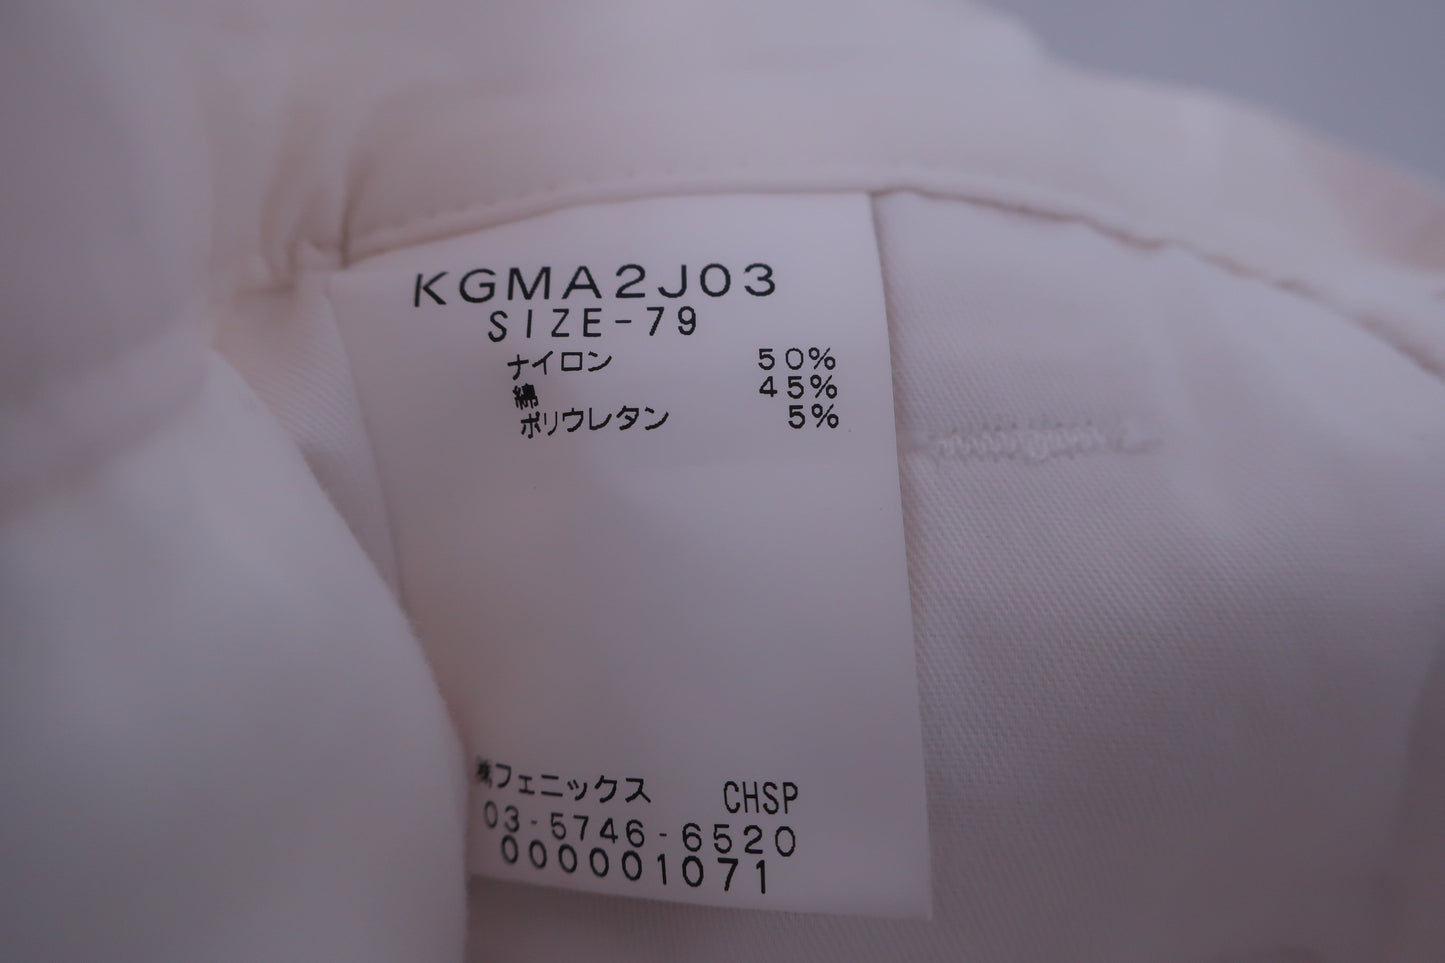 KGMA2J03
SIZE-79
ナイロン 50%
綿 45%
ポリウレタン 5%
㈱フェニックス CHSP
03-5746-6520
000001071